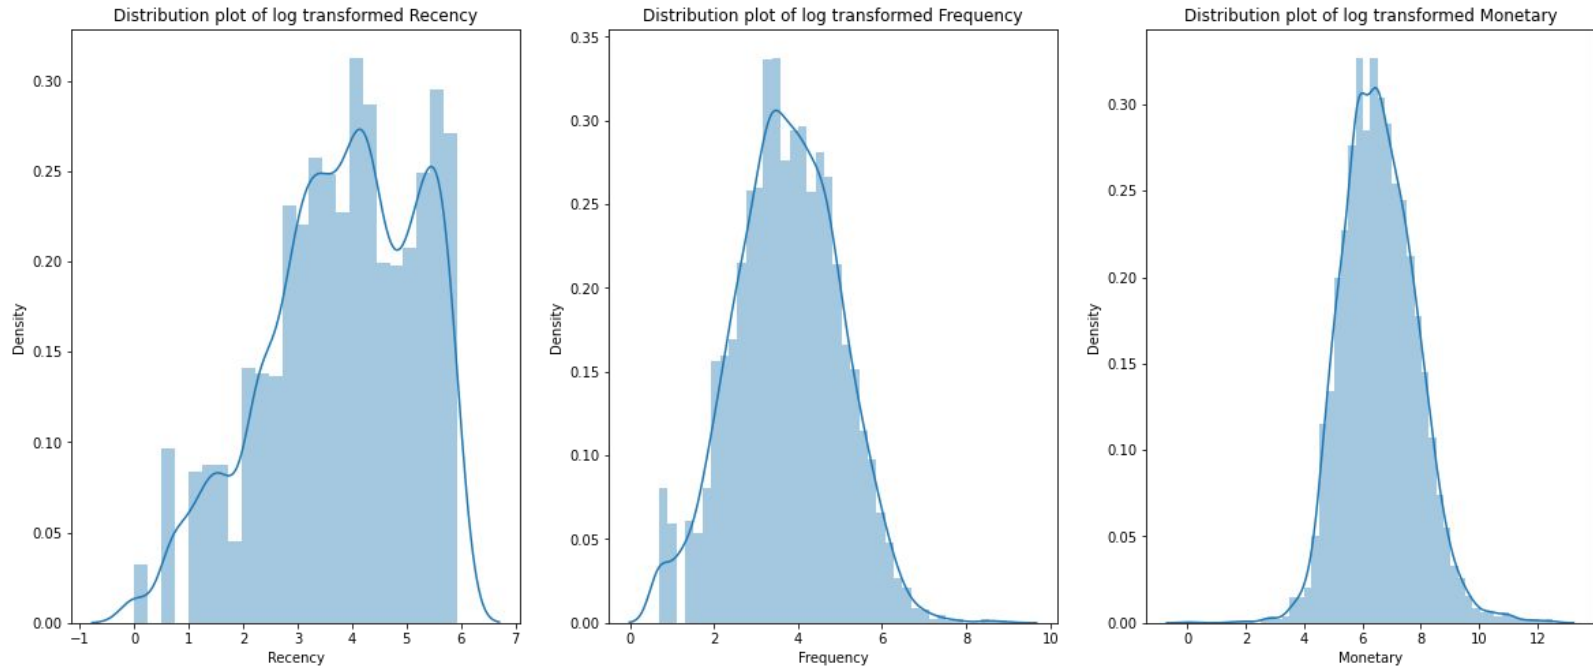 Distribution plot of log transformed Recency
0.30
0.25
0.20
0.15
0.10
0.05
0.00
Density
−1 0 1 2 3 4 5 6 7
Recency
Distribution plot of log transformed Frequency
0.35
0.30
0.25
0.20
0.15
0.10
0.05
0.00
Density
0 2 4 6 8 10
Frequency
Distribution plot of log transformed Monetary
0.30
0.25
0.20
0.15
0.10
0.05
0.00
Density
0 2 4 6 8 10 12
Monetary